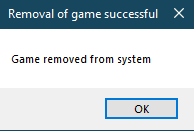 Removal of game successful
Game removed from system
OK